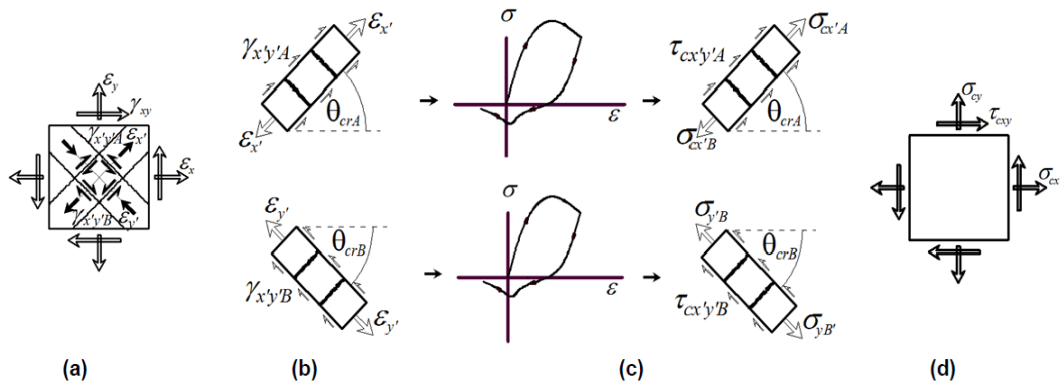 ε_y
γ_xy
γ_x'y'A
ε_x'
ε_x
γ_x'y'B
ε_y'
(a)
ε_x'
γ_x'y'A
θ_crA
ε_x'
ε_y'
θ_crB
γ_x'y'B
ε_y'
(b)
σ
ε
σ_cx'A
τ_cx'y'A
θ_crA
σ_cx'B
σ
ε
σ_y'B
θ_crB
τ_cx'y'B
σ_yB'
(c)
σ_cy
τ_cxy
σ_cx
(d)